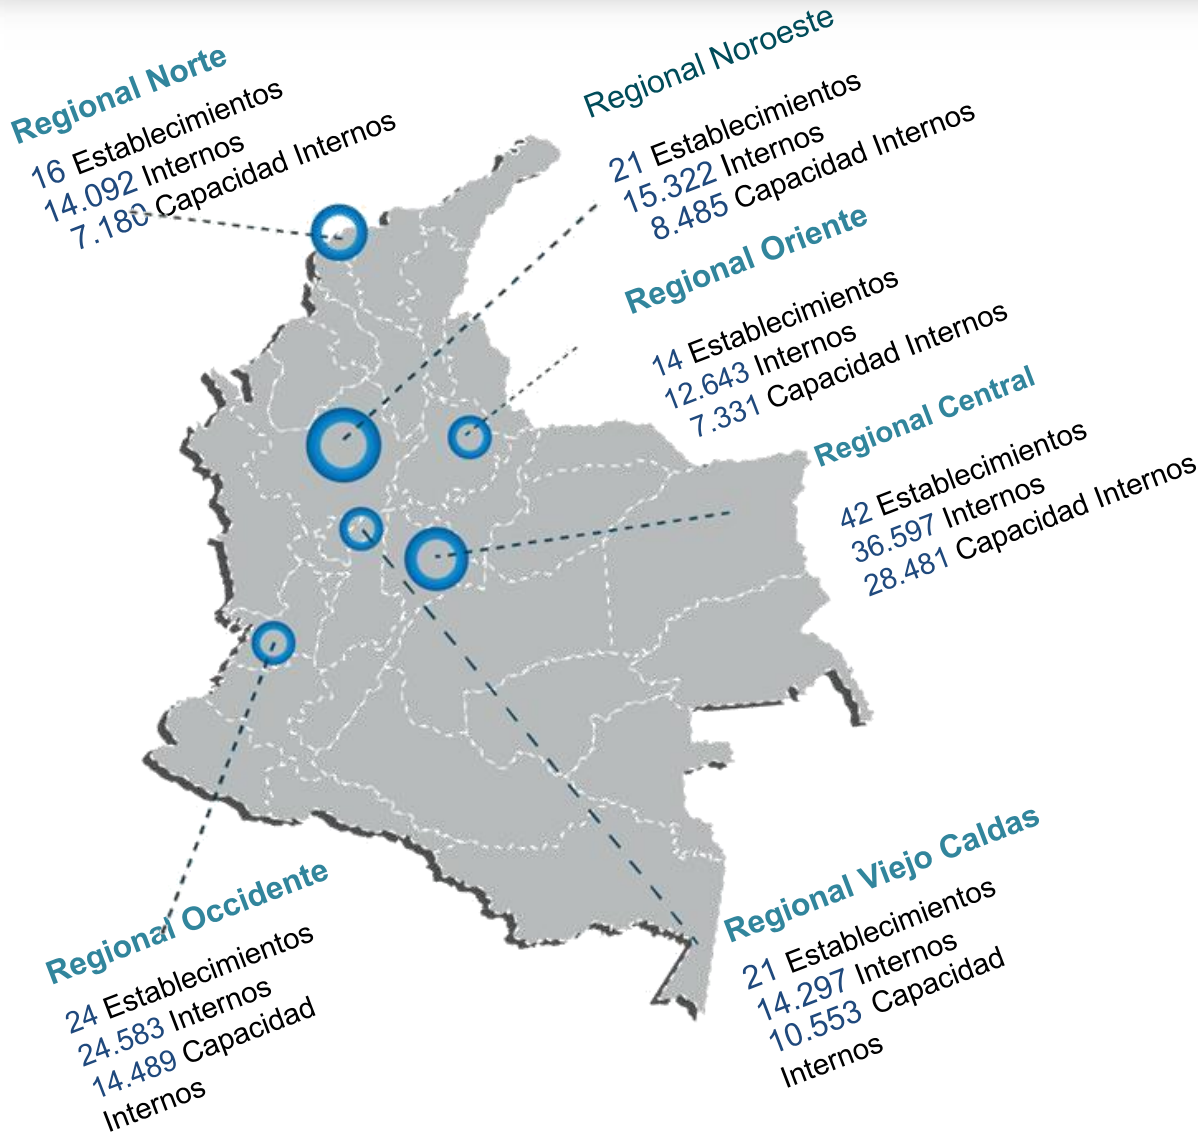 Regional Norte
16 Establecimientos
14.092 Internos
7.180 Capacidad Internos
Regional Noroeste
21 Establecimientos
15.322 Internos
8.485 Capacidad Internos
Regional Oriente
14 Establecimientos
12.643 Internos
7.331 Capacidad Internos
Regional Central
42 Establecimientos
36.597 Internos
28.481 Capacidad Internos
Regional Occidente
24 Establecimientos
24.583 Internos
14.489 Capacidad
Internos
Regional Viejo Caldas
21 Establecimientos
14.297 Internos
10.553 Capacidad
Internos